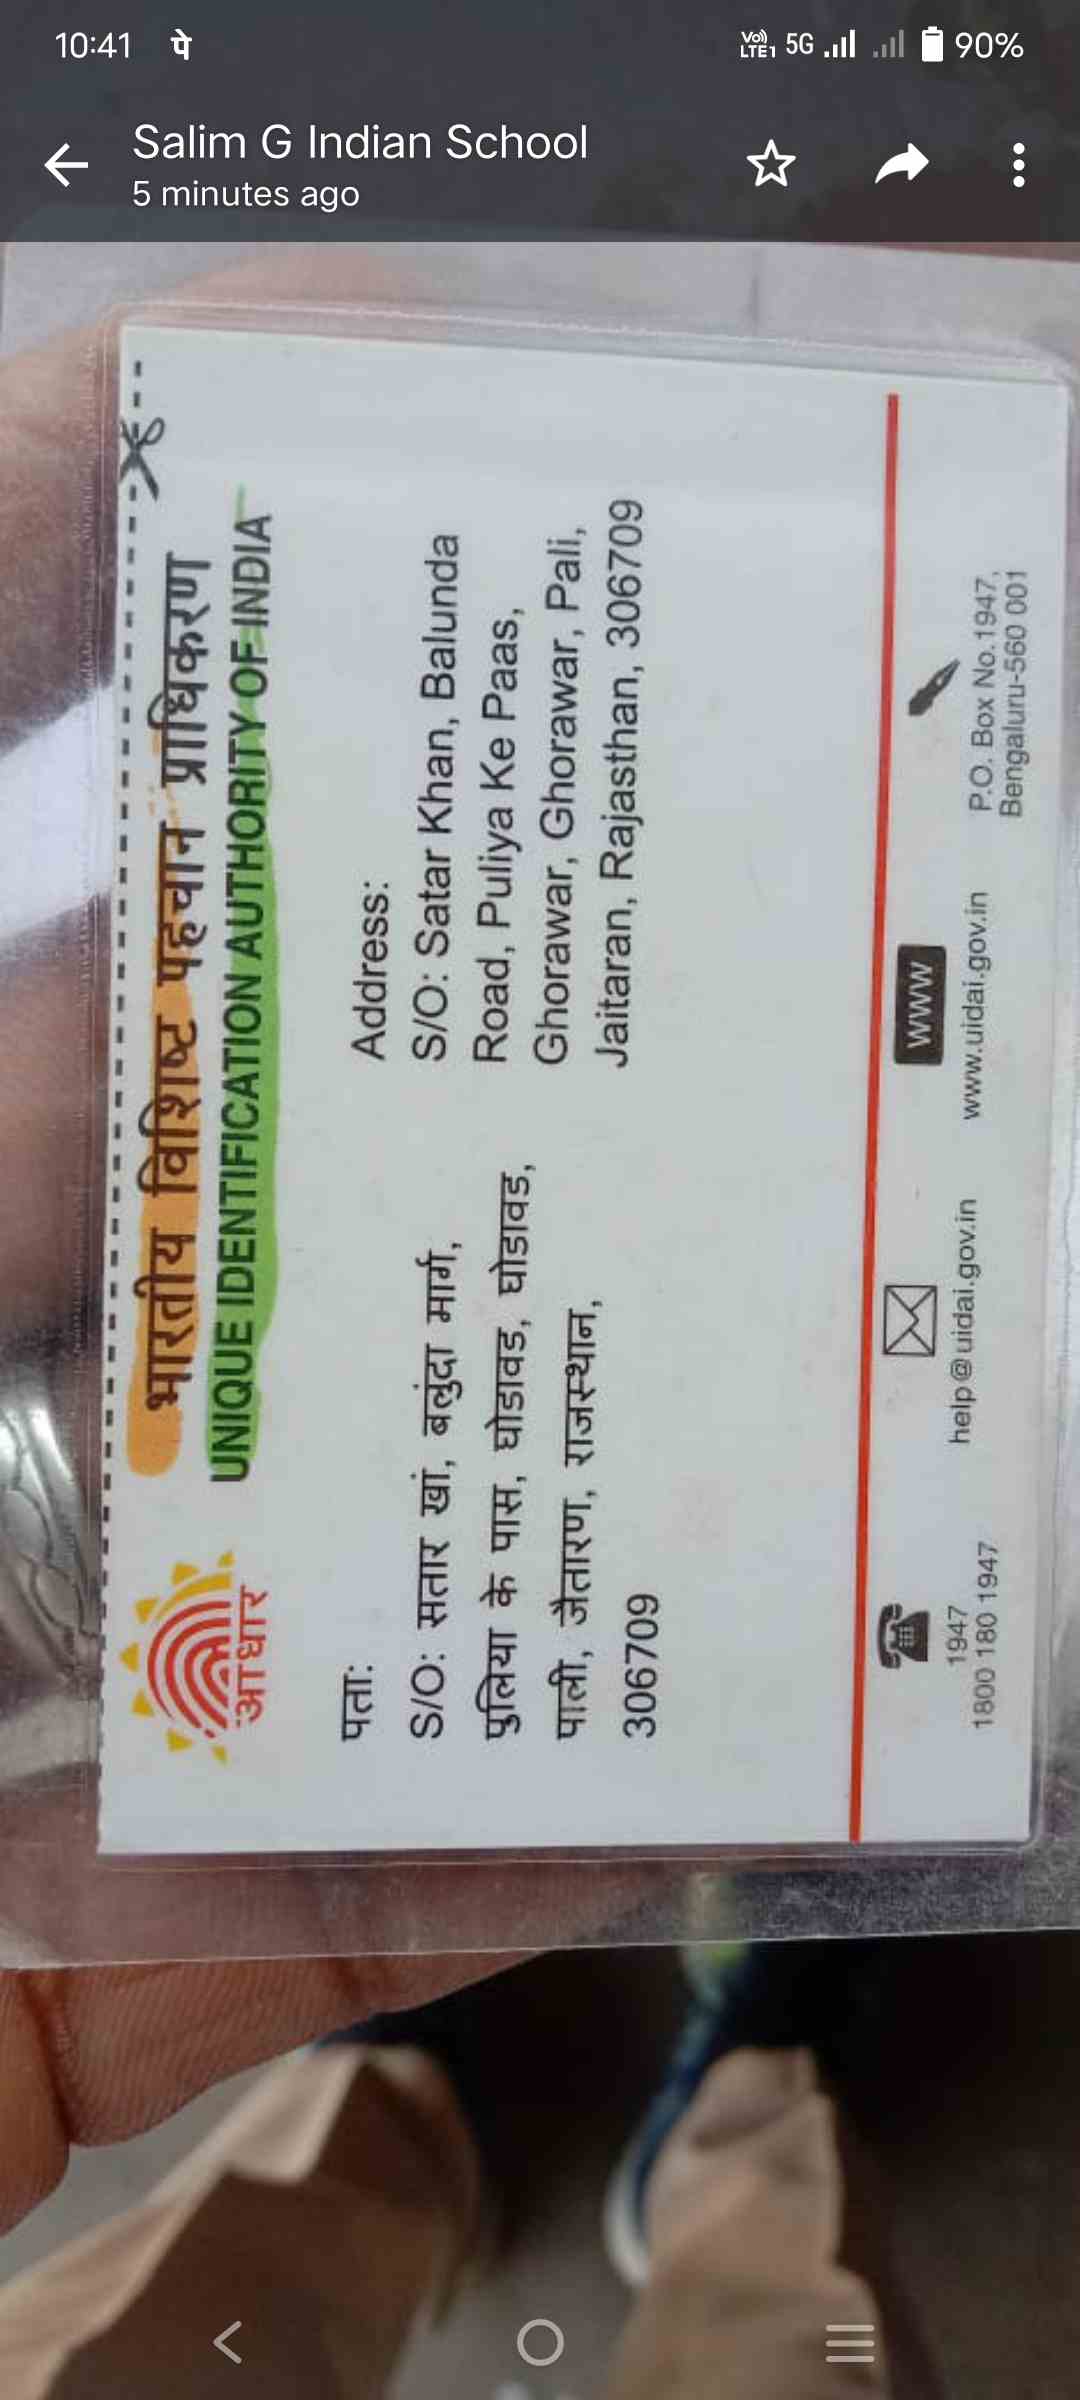 10:41 पे VoLTE1 5G 90%
Salim G Indian School
5 minutes ago
भारतीय विशिष्ट पहचान प्राधिकरण
UNIQUE IDENTIFICATION AUTHORITY OF INDIA
आधार
पता:
S/O: सतार खां, बलुंदा मार्ग,
पुलिया के पास, घोडावड, घोडावड,
पाली, जैतारण, राजस्थान,
306709
Address:
S/O: Satar Khan, Balunda
Road, Puliya Ke Paas,
Ghorawar, Ghorawar, Pali,
Jaitaran, Rajasthan, 306709
1947
1800 180 1947
help@uidai.gov.in
WWW
www.uidai.gov.in
P.O. Box No.1947,
Bengaluru-560 001